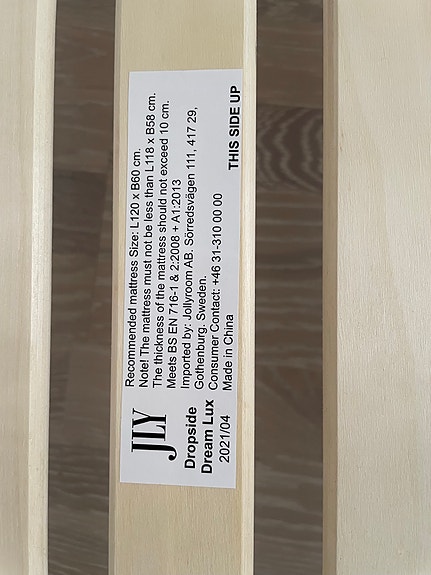 JLY
Dropside
Dream Lux
2021/04
Recommended mattress Size: L120 x B60 cm.
Note! The mattress must not be less than L118 x B58 cm.
The thickness of the mattress should not exceed 10 cm.
Meets BS EN 716-1 & 2:2008 + A1:2013
Imported by: Jollyroom AB. Sörredsvägen 111, 417 29,
Gothenburg. Sweden.
Consumer Contact: +46 31-310 00 00
Made in China
THIS SIDE UP